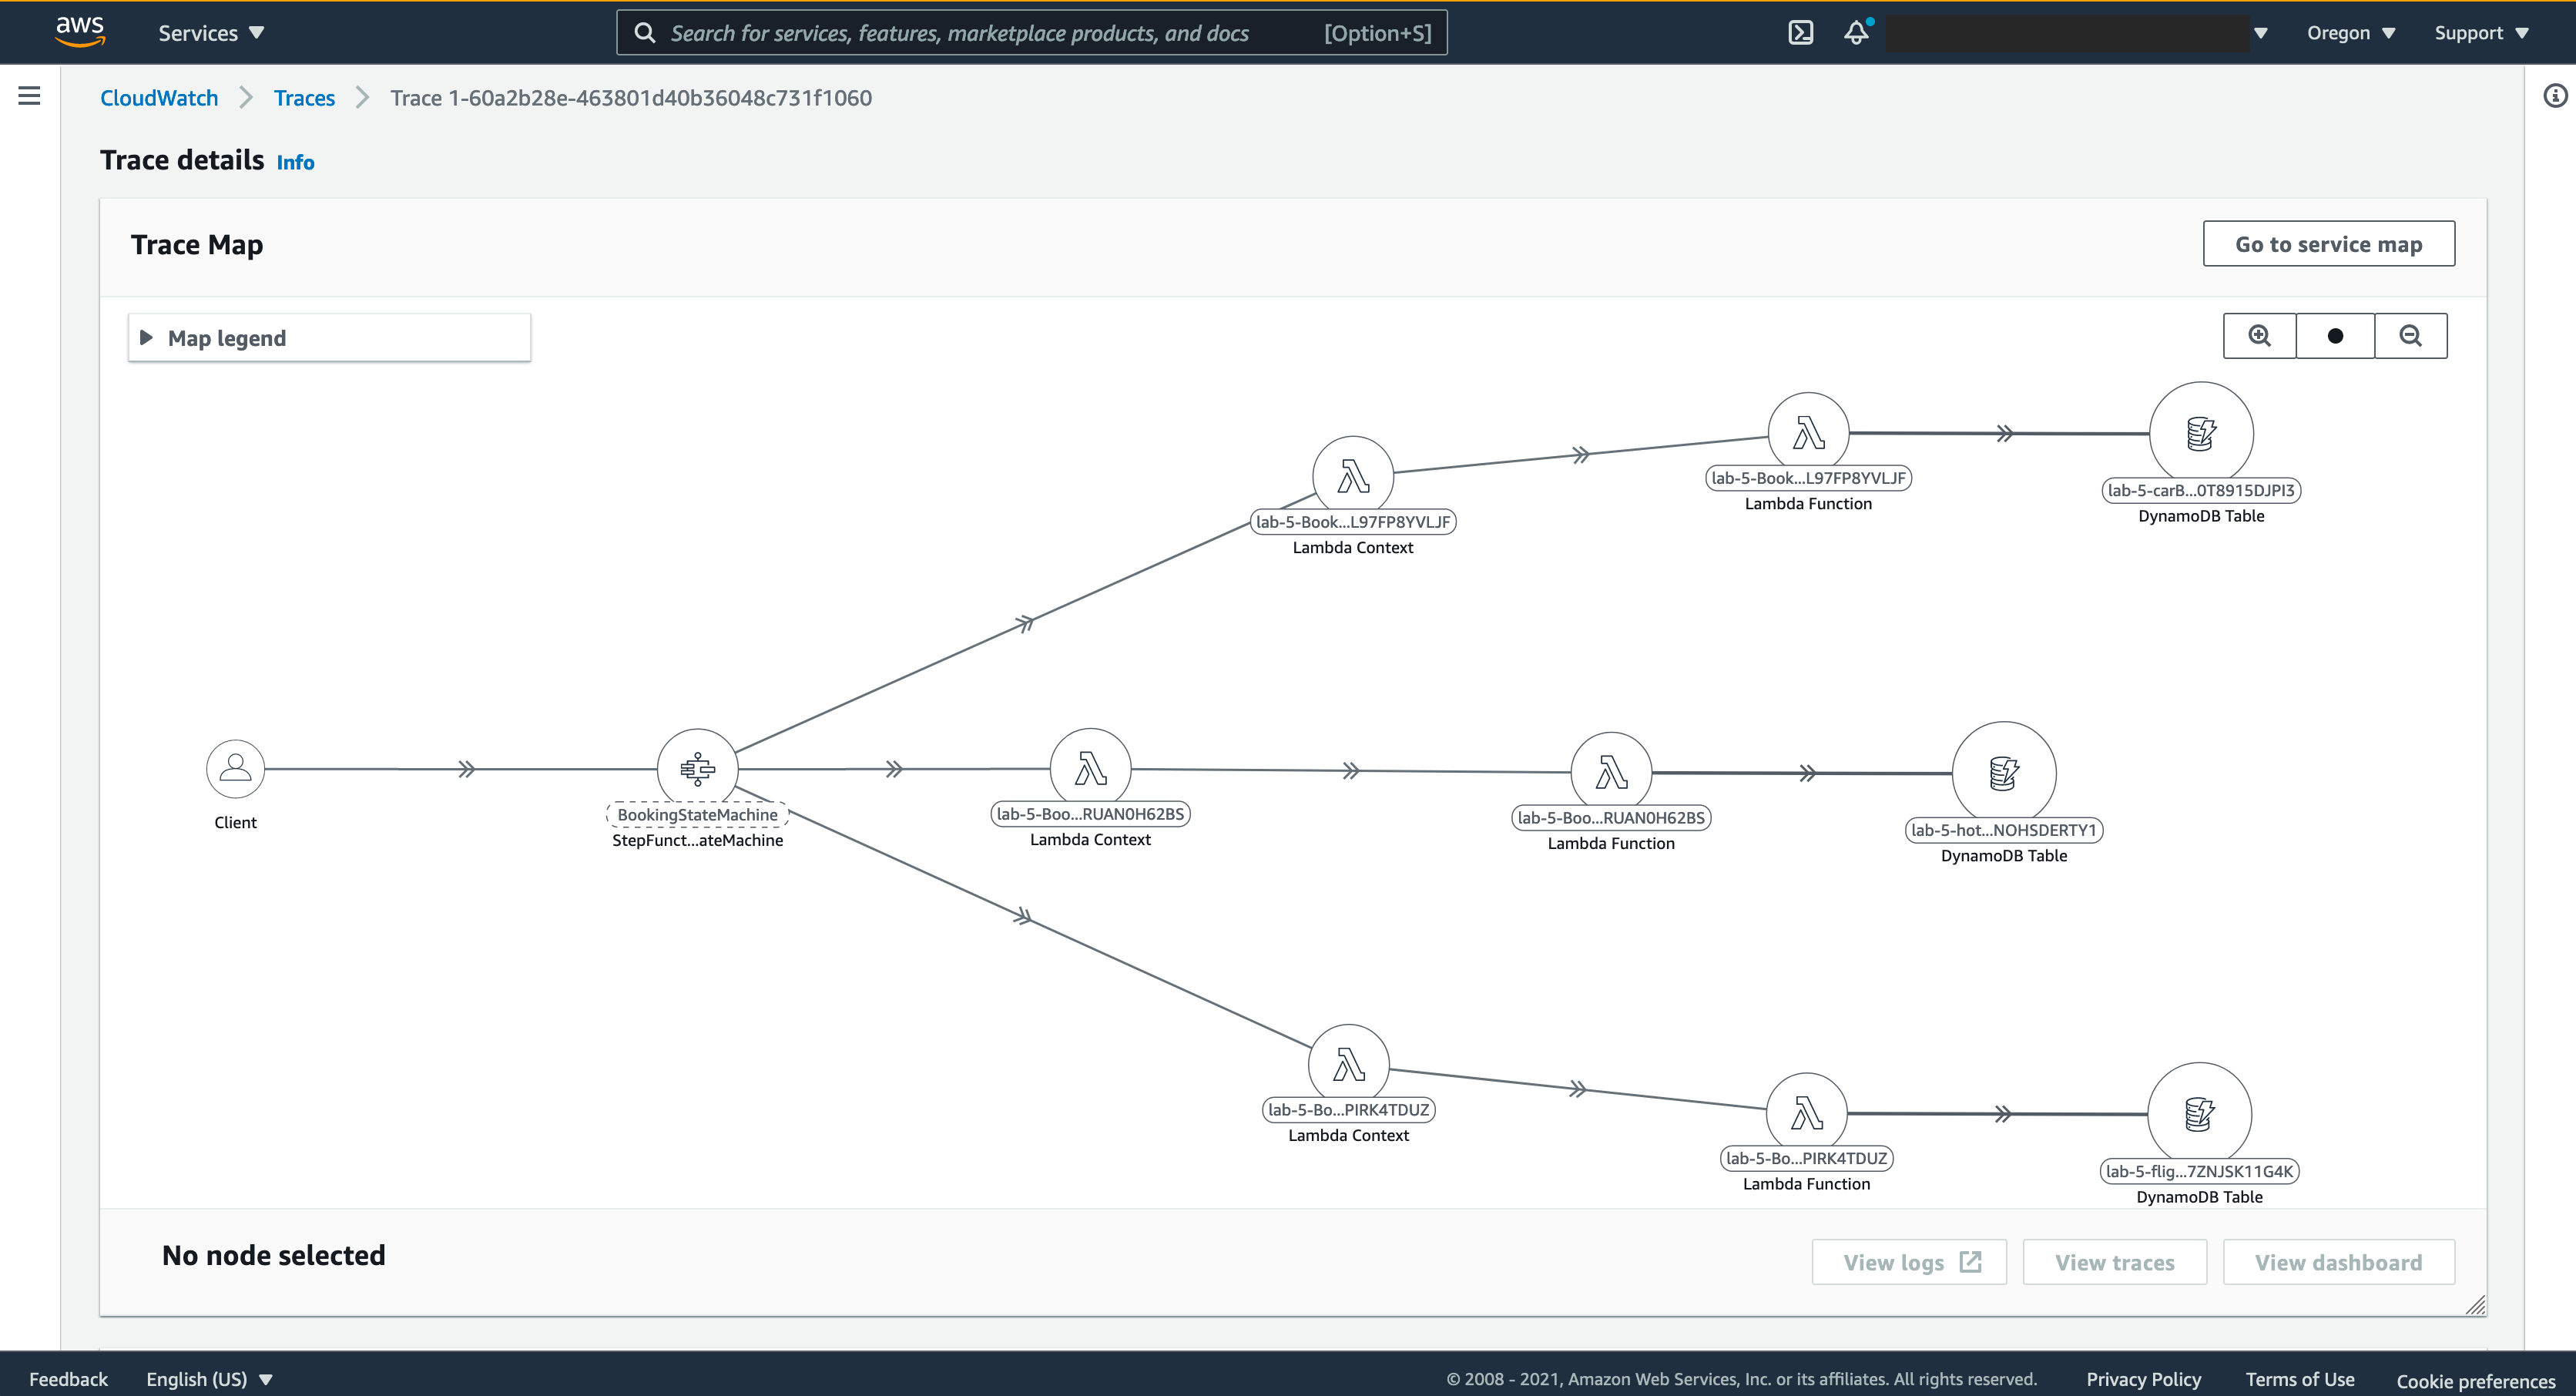 aws Services Search for services, features, marketplace products, and docs [Option+S] Oregon Support
CloudWatch Traces Trace 1-60a2b28e-463801d40b36048c731f1060
Trace details Info
Trace Map Go to service map
Map legend
lab-5-Book...L97FP8YVLJF
Lambda Function
lab-5-carB...0T8915DJPI3
DynamoDB Table
lab-5-Book...L97FP8YVLJF
Lambda Context
Client
BookingStateMachine
StepFunct...ateMachine
lab-5-Boo...RUAN0H62BS
Lambda Context
lab-5-Boo...RUAN0H62BS
Lambda Function
lab-5-hot...NOHSDERTY1
DynamoDB Table
lab-5-Bo...PIRK4TDUZ
Lambda Context
lab-5-Bo...PIRK4TDUZ
Lambda Function
lab-5-flig...7ZNJSK11G4K
DynamoDB Table
No node selected View logs View traces View dashboard
Feedback English (US) © 2008 - 2021, Amazon Web Services, Inc. or its affiliates. All rights reserved. Privacy Policy Terms of Use Cookie preferences